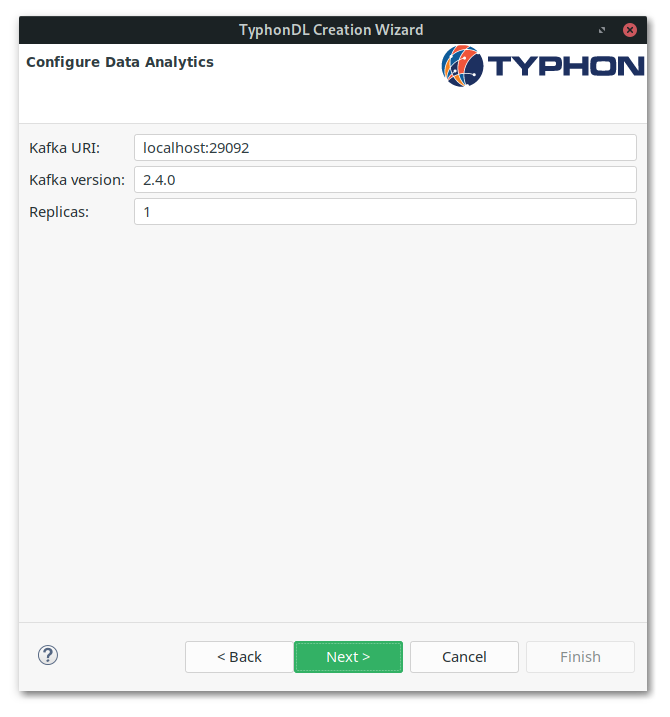 TyphonDL Creation Wizard
Configure Data Analytics
TYPHON
Kafka URI: localhost:29092
Kafka version: 2.4.0
Replicas: 1
? < Back Next > Cancel Finish